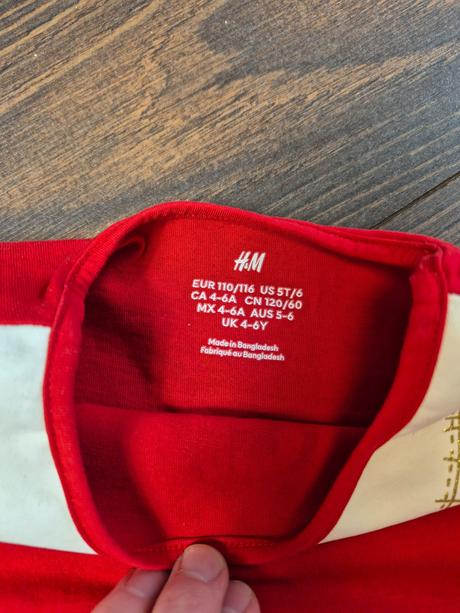 H&M
EUR 110/116 US 5T/6
CA 4-6A CN 120/60
MX 4-6A AUS 5-6
UK 4-6Y
Made in Bangladesh
Fabriqué au Bangladesh